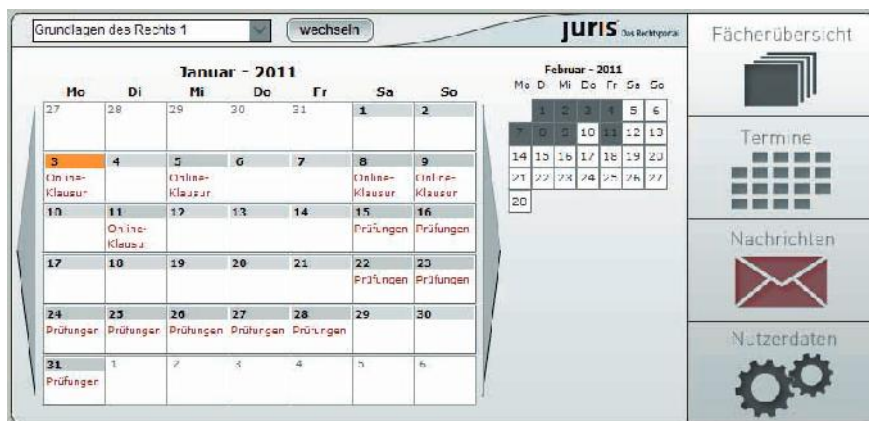 Grundlagen des Rechts 1
wechseln
juris Das Rechtsportal
Januar - 2011
Mo Di Mi Do Fr Sa So
27 28 29 30 31 1 2
3 4 5 6 7 8 9
Online- Online- Online- Online-
Klausur Klausur Klausur Klausur
10 11 12 13 14 15 16
Online- Prüfungen Prüfungen
Klausur
17 18 19 20 21 22 23
Prüfungen Prüfungen
24 25 26 27 28 29 30
Prüfungen Prüfungen Prüfungen Prüfungen Prüfungen
31 1 2 3 4 5 6
Prüfungen
Februar - 2011
Mo Di Mi Do Fr Sa So
1 2 3 4 5 6
7 8 9 10 11 12 13
14 15 16 17 18 19 20
21 22 23 24 25 26 27
28
Fächerübersicht
Termine
Nachrichten
Nutzerdaten